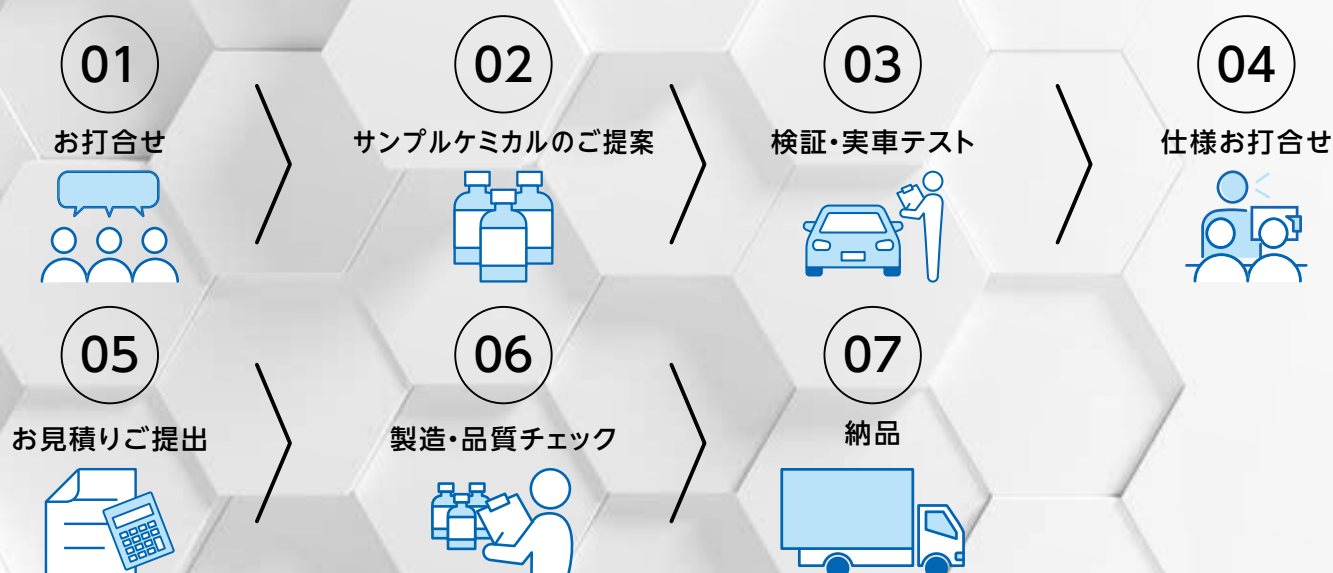 01
お打合せ
02
サンプルケミカルのご提案
03
検証・実車テスト
04
仕様お打合せ
05
お見積りご提出
06
製造・品質チェック
07
納品